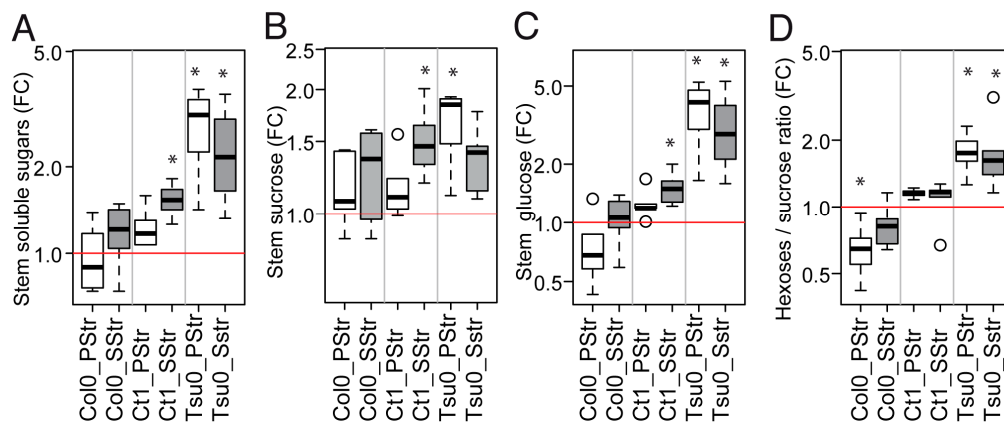 A
Stem soluble sugars (FC)
5.0
2.0
1.0
*
*
*
Col0_PStr
Col0_SStr
Ct1_PStr
Ct1_SStr
Tsu0_PStr
Tsu0_Sstr
B
Stem sucrose (FC)
2.5
2.0
1.5
1.0
*
*
Col0_PStr
Col0_SStr
Ct1_PStr
Ct1_SStr
Tsu0_PStr
Tsu0_Sstr
C
Stem glucose (FC)
5.0
2.0
1.0
0.5
*
*
*
Col0_PStr
Col0_SStr
Ct1_PStr
Ct1_SStr
Tsu0_PStr
Tsu0_Sstr
D
Hexoses / sucrose ratio (FC)
5.0
2.0
1.0
0.5
*
*
*
Col0_PStr
Col0_SStr
Ct1_PStr
Ct1_SStr
Tsu0_PStr
Tsu0_Sstr